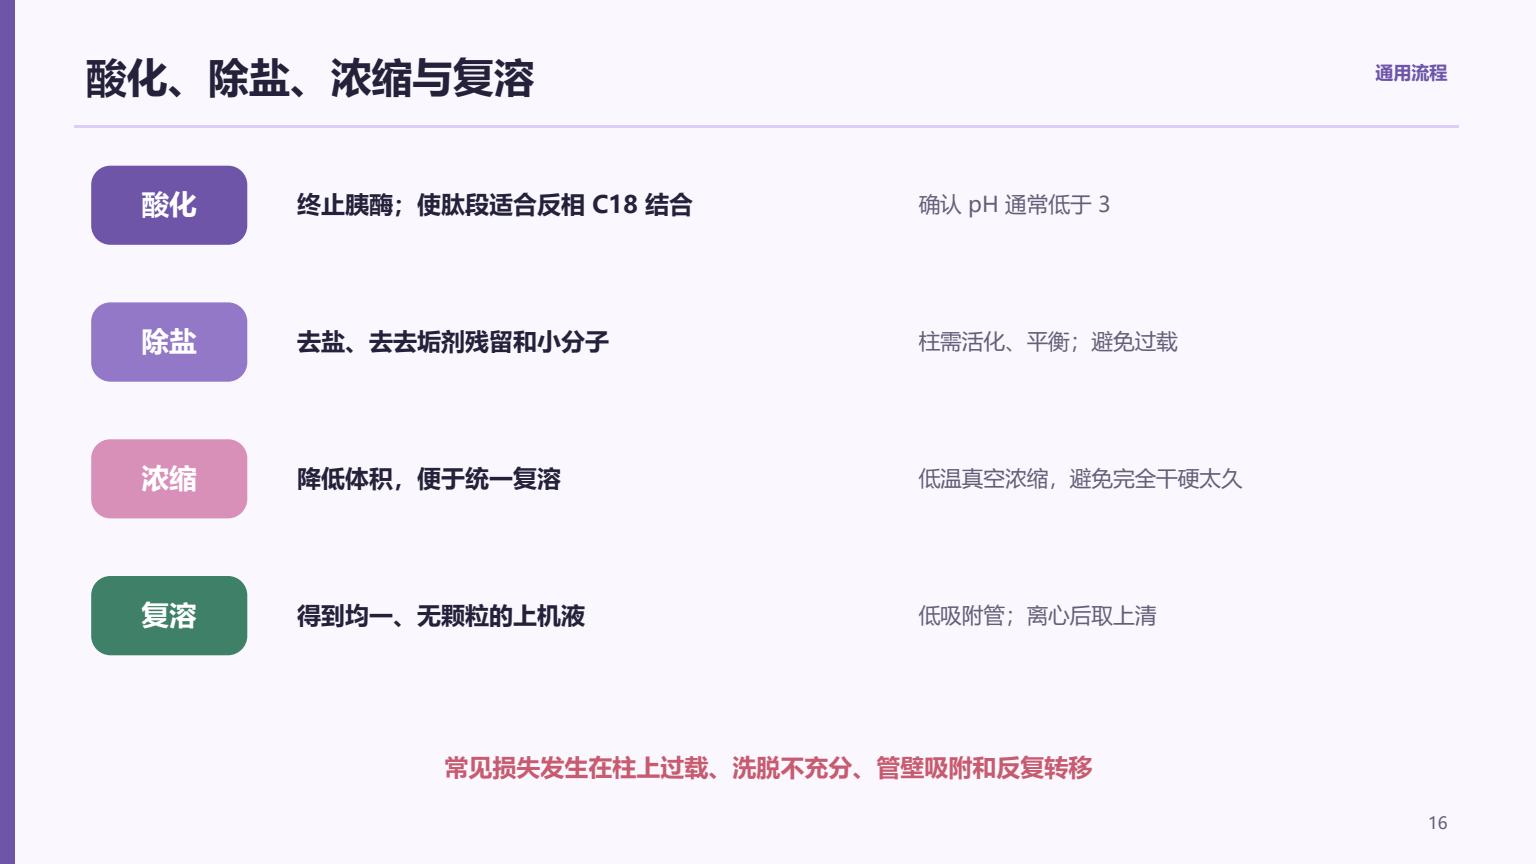 酸化、除盐、浓缩与复溶
通用流程
酸化
终止胰酶；使肽段适合反相 C18 结合
确认 pH 通常低于 3
除盐
去盐、去去垢剂残留和小分子
柱需活化、平衡；避免过载
浓缩
降低体积，便于统一复溶
低温真空浓缩，避免完全干硬太久
复溶
得到均一、无颗粒的上机液
低吸附管；离心后取上清
常见损失发生在柱上过载、洗脱不充分、管壁吸附和反复转移
16